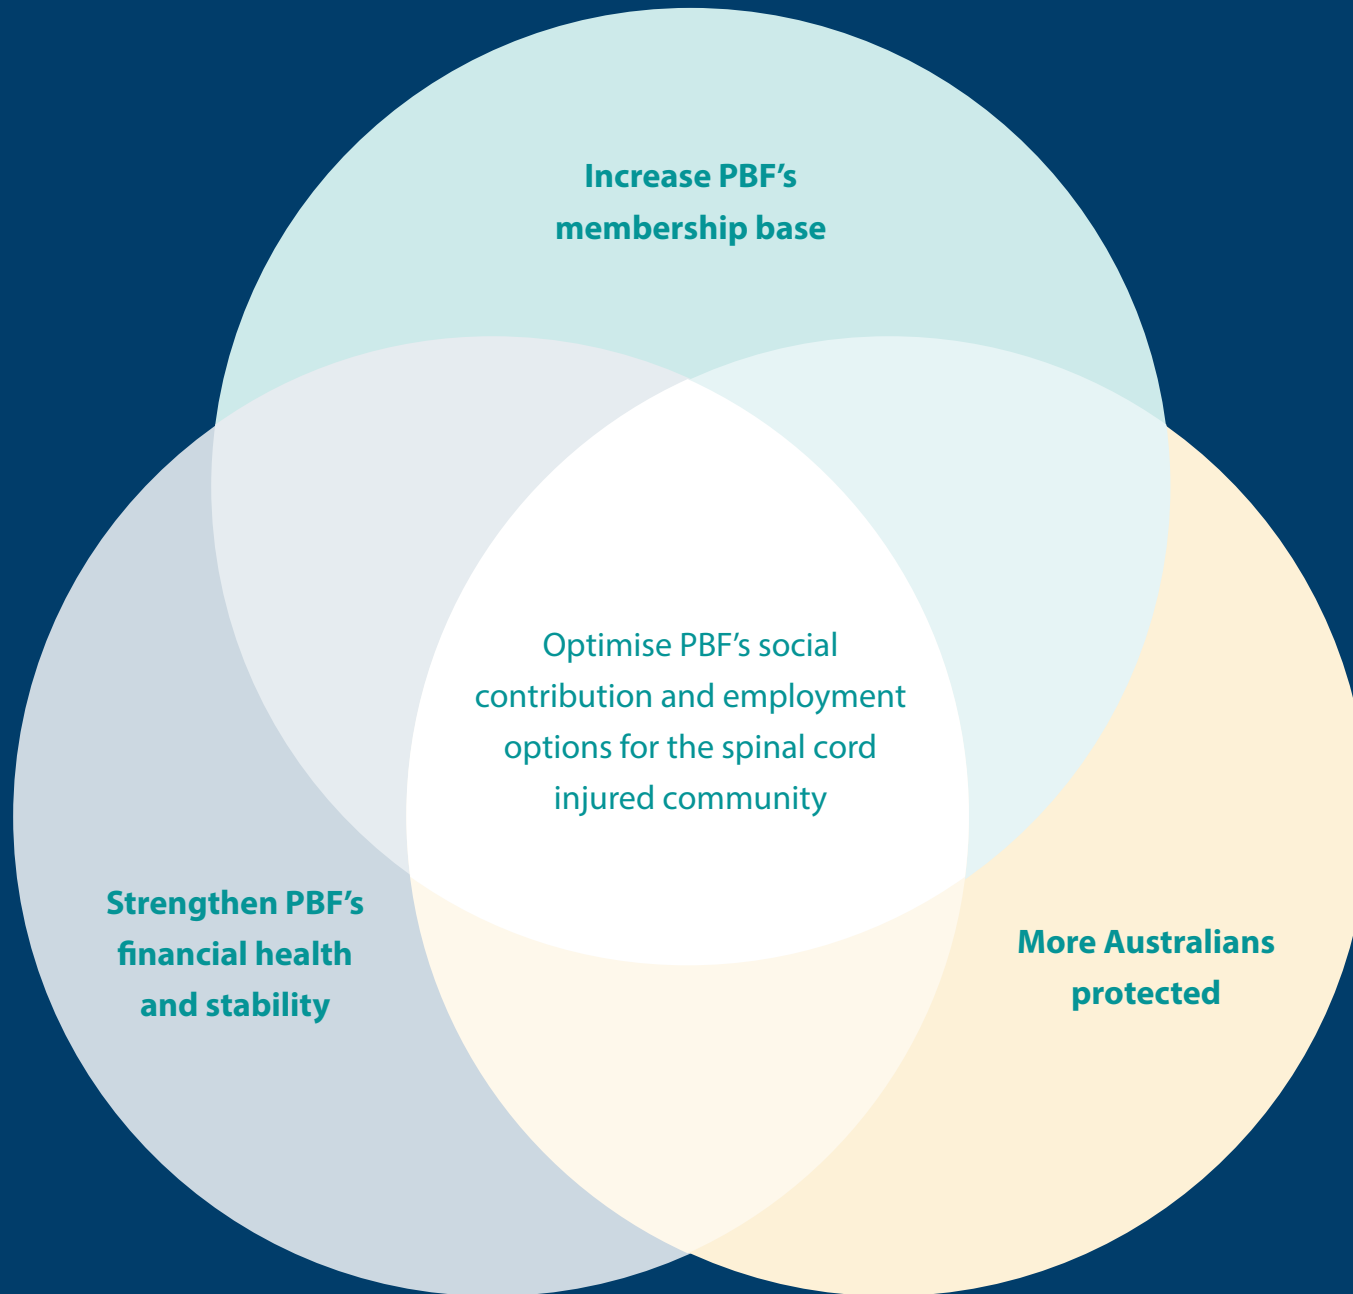 Increase PBF’s
membership base
Optimise PBF’s social
contribution and employment
options for the spinal cord
injured community
Strengthen PBF’s
financial health
and stability
More Australians
protected